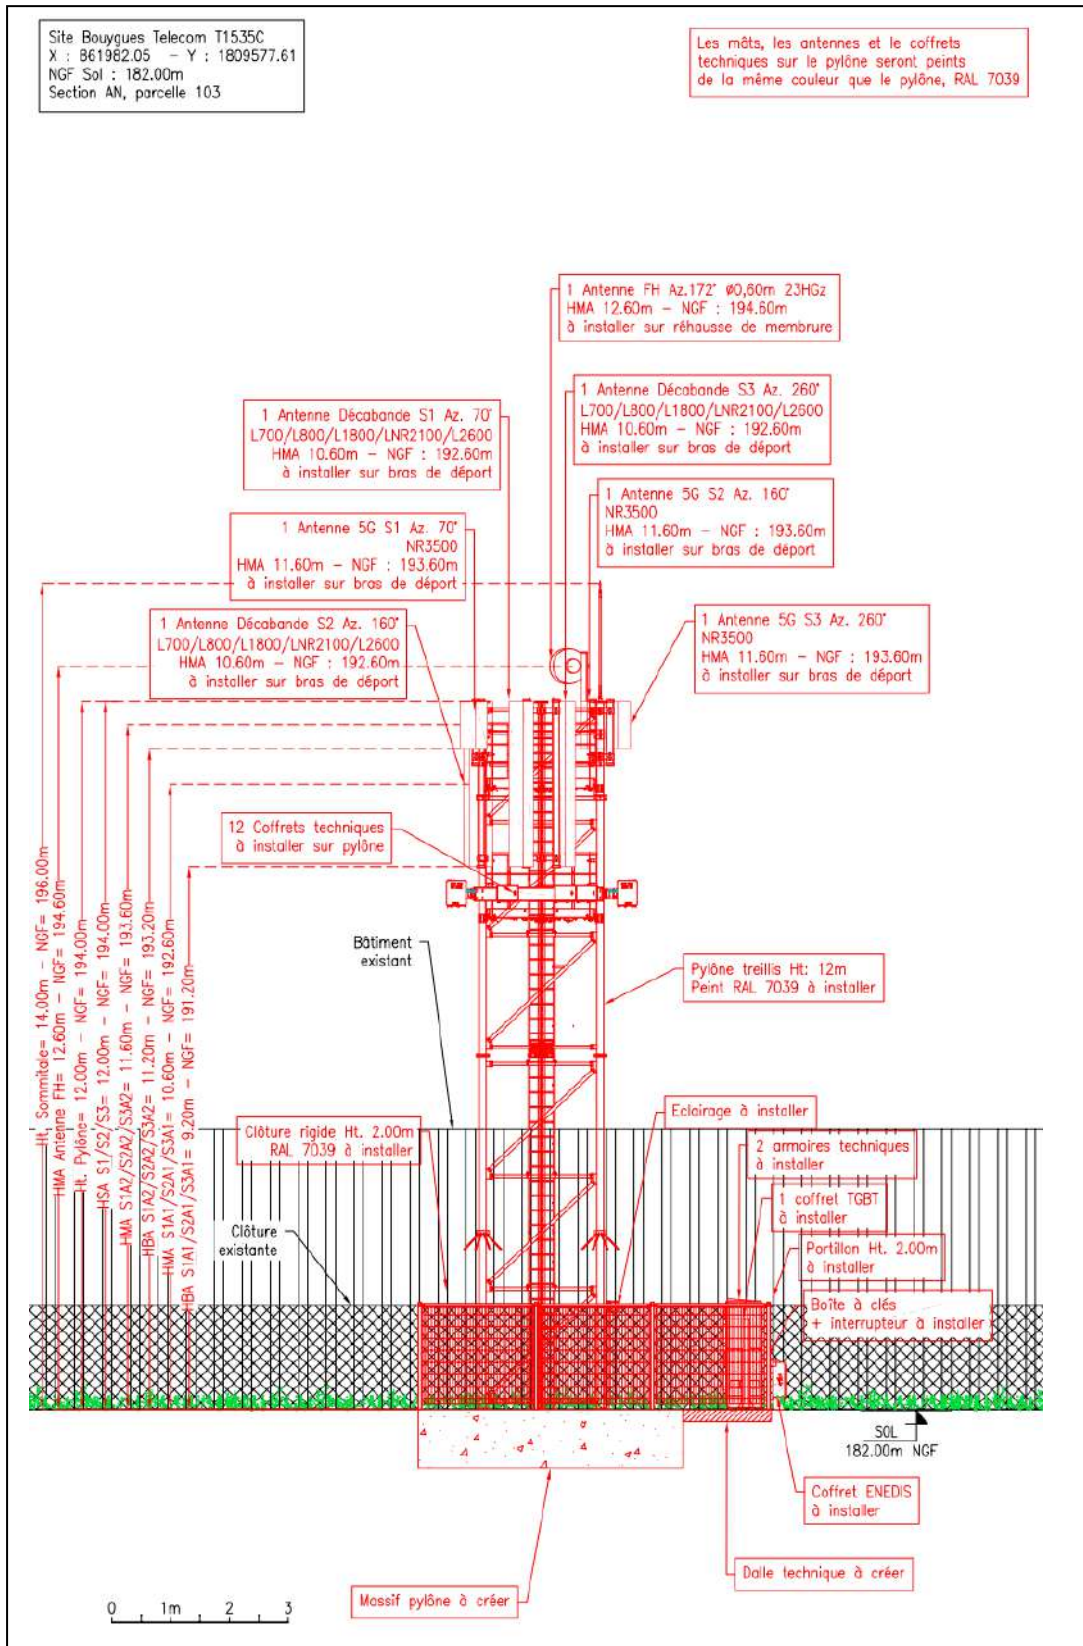 Site Bouygues Telecom T1535C
X : 861982.05 – Y : 1809577.61
NGF Sol : 182.00m
Section AN, parcelle 103
Les mâts, les antennes et le coffrets
techniques sur le pylône seront peints
de la même couleur que le pylône, RAL 7039
1 Antenne FH Az.172° Ø0,60m 23HGz
HMA 12.60m – NGF : 194.60m
à installer sur réhausse de membrure
1 Antenne Décabande S3 Az. 260°
L700/L800/L1800/LNR2100/L2600
HMA 10.60m – NGF : 192.60m
à installer sur bras de déport
1 Antenne Décabande S1 Az. 70°
L700/L800/L1800/LNR2100/L2600
HMA 10.60m – NGF : 192.60m
à installer sur bras de déport
1 Antenne 5G S2 Az. 160°
NR3500
HMA 11.60m – NGF : 193.60m
à installer sur bras de déport
1 Antenne 5G S1 Az. 70°
NR3500
HMA 11.60m – NGF : 193.60m
à installer sur bras de déport
1 Antenne Décabande S2 Az. 160°
L700/L800/L1800/LNR2100/L2600
HMA 10.60m – NGF : 192.60m
à installer sur bras de déport
1 Antenne 5G S3 Az. 260°
NR3500
HMA 11.60m – NGF : 193.60m
à installer sur bras de déport
12 Coffrets techniques
à installer sur pylône
Ht. Sommitale= 14.00m – NGF= 196.00m
HMA Antenne FH= 12.60m – NGF= 194.60m
Ht. Pylône= 12.00m – NGF= 194.00m
HSA S1/S2/S3= 12.00m – NGF= 194.00m
HMA S1A2/S2A2/S3A2= 11.60m – NGF= 193.60m
HBA S1A2/S2A2/S3A2= 11.20m – NGF= 193.20m
HMA S1A1/S2A1/S3A1= 10.60m – NGF= 192.60m
HBA S1A1/S2A1/S3A1= 9.20m – NGF= 191.20m
Bâtiment
existant
Pylône treillis Ht: 12m
Peint RAL 7039 à installer
Eclairage à installer
Clôture rigide Ht. 2.00m
RAL 7039 à installer
2 armoires techniques
à installer
1 coffret TGBT
à installer
Clôture
existante
Portillon Ht. 2.00m
à installer
Boîte à clés
+ interrupteur à installer
SOL
182.00m NGF
Coffret ENEDIS
à installer
Dalle technique à créer
Massif pylône à créer
0 1m 2 3